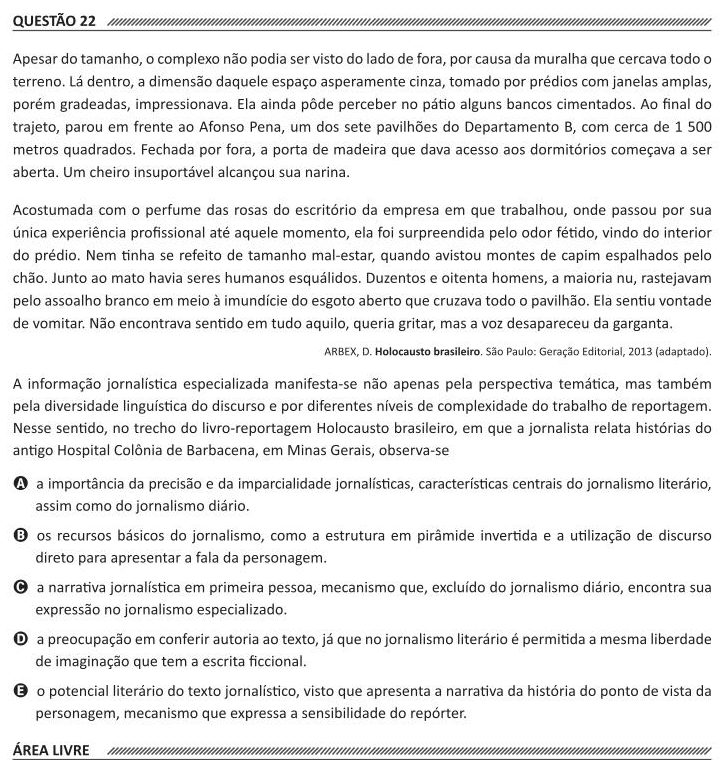 QUESTÃO 22
Apesar do tamanho, o complexo não podia ser visto do lado de fora, por causa da muralha que cercava todo o
terreno. Lá dentro, a dimensão daquele espaço asperamente cinza, tomado por prédios com janelas amplas,
porém gradeadas, impressionava. Ela ainda pôde perceber no pátio alguns bancos cimentados. Ao final do
trajeto, parou em frente ao Afonso Pena, um dos sete pavilhões do Departamento B, com cerca de 1 500
metros quadrados. Fechada por fora, a porta de madeira que dava acesso aos dormitórios começava a ser
aberta. Um cheiro insuportável alcançou sua narina.
Acostumada com o perfume das rosas do escritório da empresa em que trabalhou, onde passou por sua
única experiência profissional até aquele momento, ela foi surpreendida pelo odor fétido, vindo do interior
do prédio. Nem tinha se refeito de tamanho mal-estar, quando avistou montes de capim espalhados pelo
chão. Junto ao mato havia seres humanos esquálidos. Duzentos e oitenta homens, a maioria nu, rastejavam
pelo assoalho branco em meio à imundície do esgoto aberto que cruzava todo o pavilhão. Ela sentiu vontade
de vomitar. Não encontrava sentido em tudo aquilo, queria gritar, mas a voz desapareceu da garganta.
ARBEX, D. Holocausto brasileiro. São Paulo: Geração Editorial, 2013 (adaptado).
A informação jornalística especializada manifesta-se não apenas pela perspectiva temática, mas também
pela diversidade linguística do discurso e por diferentes níveis de complexidade do trabalho de reportagem.
Nesse sentido, no trecho do livro-reportagem Holocausto brasileiro, em que a jornalista relata histórias do
antigo Hospital Colônia de Barbacena, em Minas Gerais, observa-se
A a importância da precisão e da imparcialidade jornalísticas, características centrais do jornalismo literário,
assim como do jornalismo diário.
B os recursos básicos do jornalismo, como a estrutura em pirâmide invertida e a utilização de discurso
direto para apresentar a fala da personagem.
C a narrativa jornalística em primeira pessoa, mecanismo que, excluído do jornalismo diário, encontra sua
expressão no jornalismo especializado.
D a preocupação em conferir autoria ao texto, já que no jornalismo literário é permitida a mesma liberdade
de imaginação que tem a escrita ficcional.
E o potencial literário do texto jornalístico, visto que apresenta a narrativa da história do ponto de vista da
personagem, mecanismo que expressa a sensibilidade do repórter.
ÁREA LIVRE